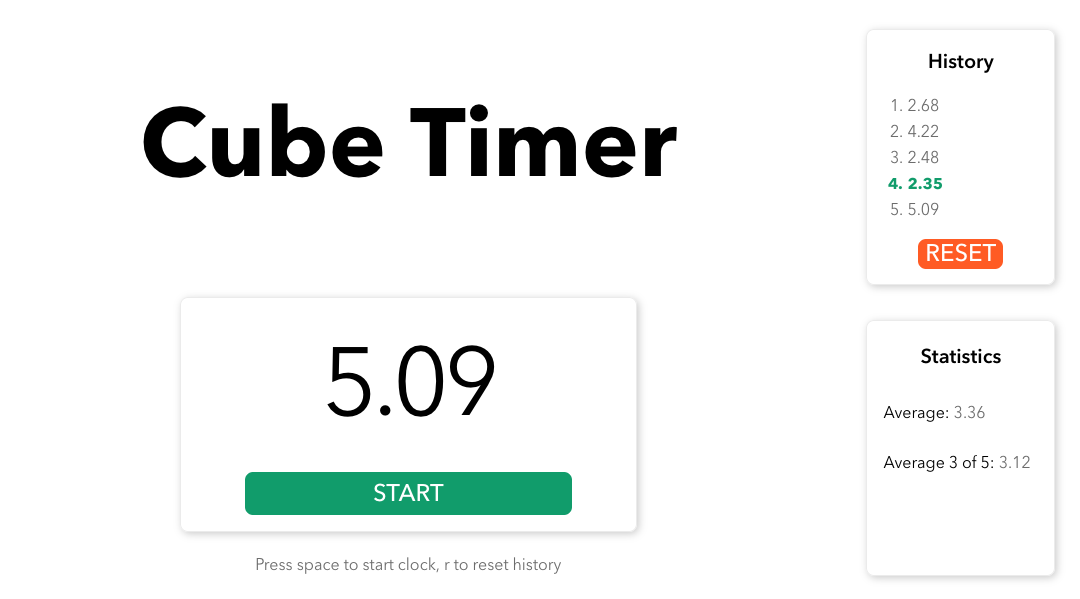 Cube Timer
5.09
START
Press space to start clock, r to reset history
History
1. 2.68
2. 4.22
3. 2.48
4. 2.35
5. 5.09
RESET
Statistics
Average: 3.36
Average 3 of 5: 3.12